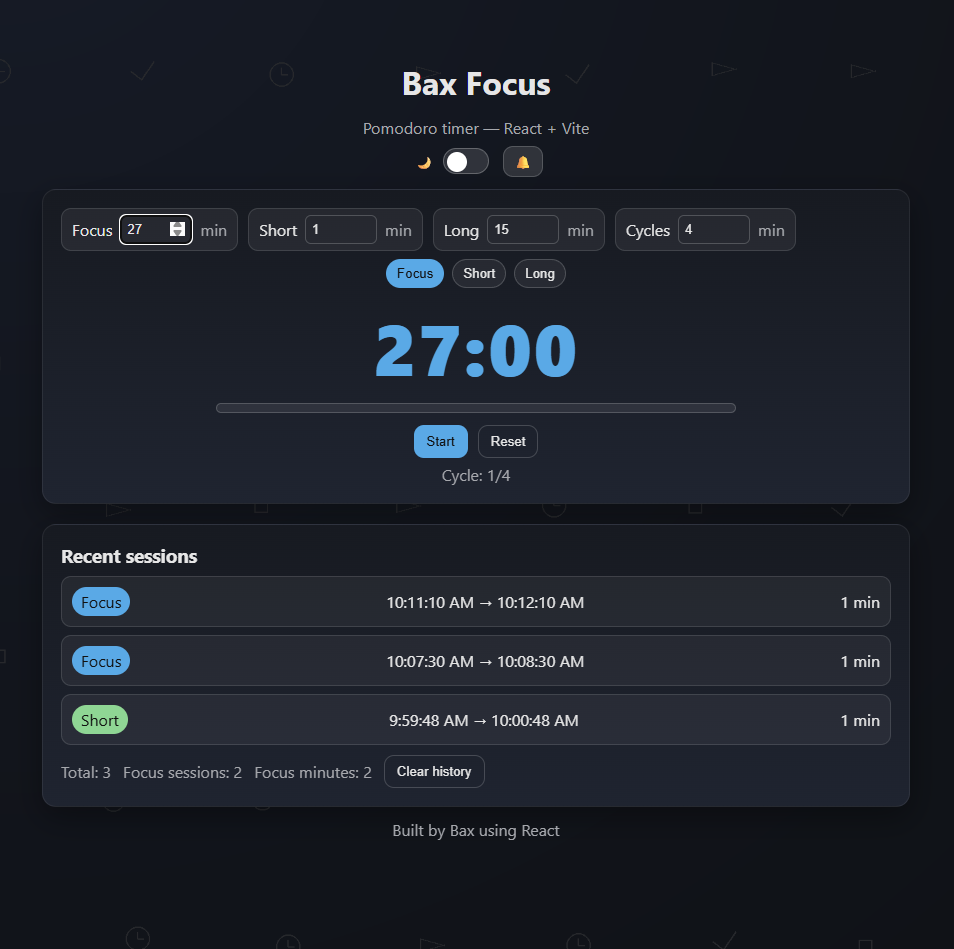 Bax Focus
Pomodoro timer — React + Vite
Focus 27 min Short 1 min Long 15 min Cycles 4 min
Focus Short Long
27:00
Start Reset
Cycle: 1/4
Recent sessions
Focus 10:11:10 AM → 10:12:10 AM 1 min
Focus 10:07:30 AM → 10:08:30 AM 1 min
Short 9:59:48 AM → 10:00:48 AM 1 min
Total: 3 Focus sessions: 2 Focus minutes: 2 Clear history
Built by Bax using React